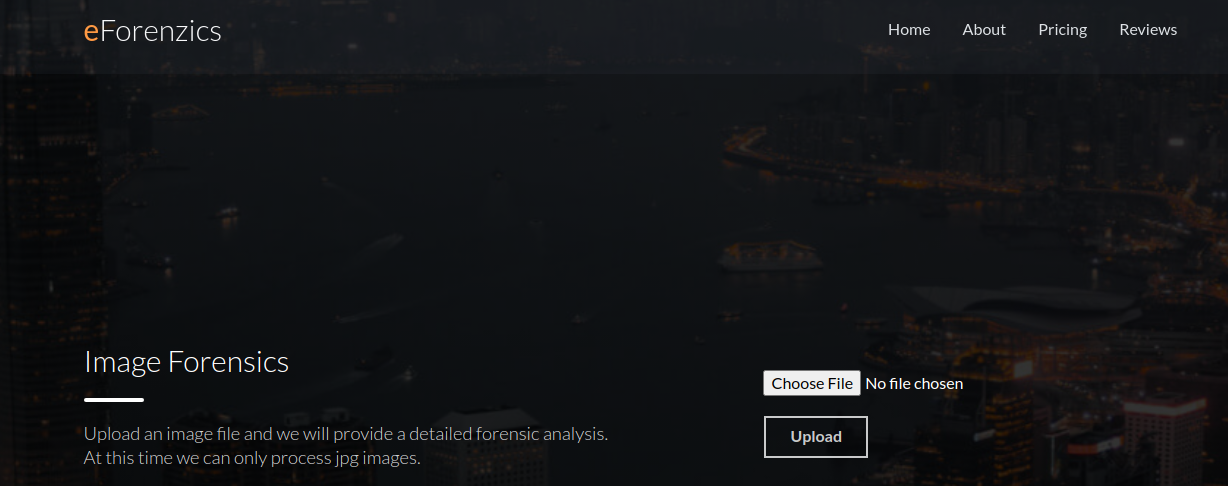 eForenzics
Home About Pricing Reviews
Image Forensics
Choose File No file chosen
Upload an image file and we will provide a detailed forensic analysis.
Upload
At this time we can only process jpg images.